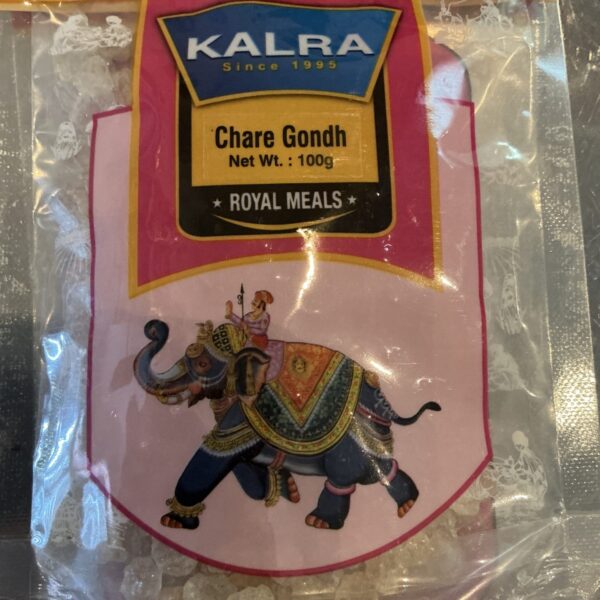 KALRA
Since 1995
Chare Gondh
Net Wt. : 100g
★ ROYAL MEALS ★